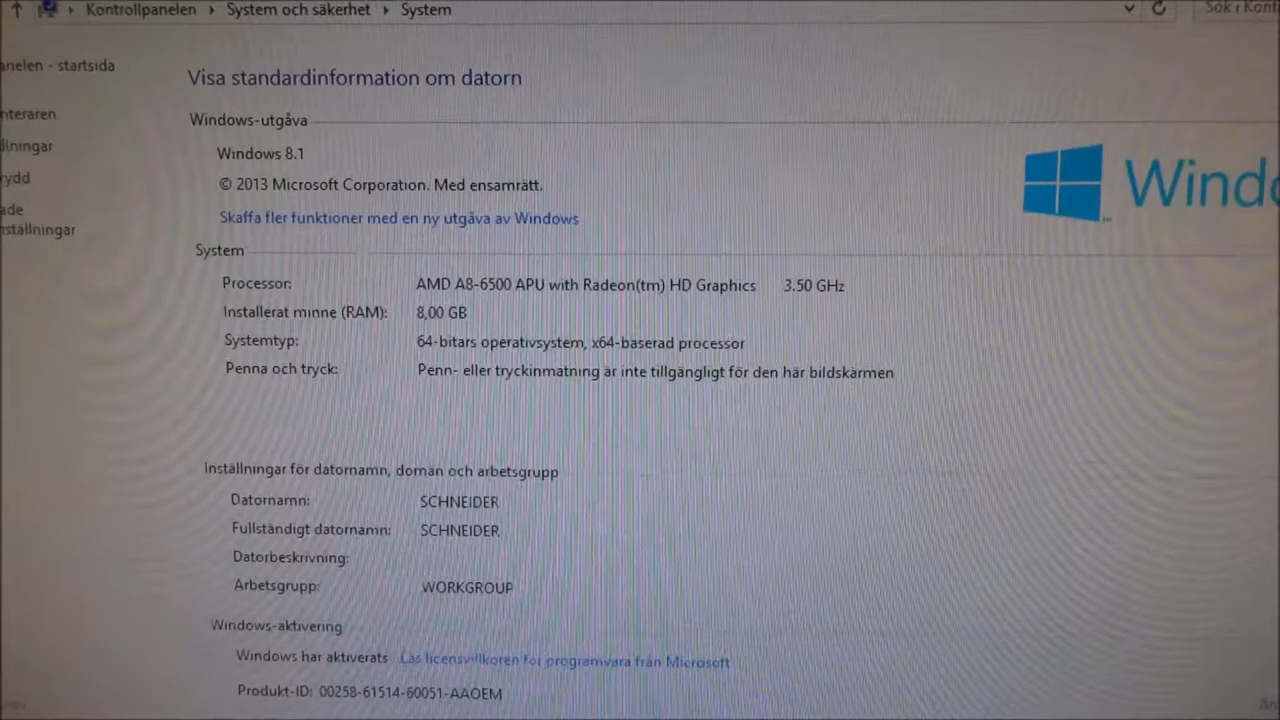 Kontrollpanelen System och säkerhet System
Sök i Kont
anelen - startsida
nteraren
llningar
rydd
ade
nställningar
Visa standardinformation om datorn
Windows-utgåva
Windows 8.1
© 2013 Microsoft Corporation. Med ensamrätt.
Skaffa fler funktioner med en ny utgåva av Windows
Windo
System
Processor: AMD A8-6500 APU with Radeon(tm) HD Graphics 3.50 GHz
Installerat minne (RAM): 8,00 GB
Systemtyp: 64-bitars operativsystem, x64-baserad processor
Penna och tryck: Penn- eller tryckinmatning är inte tillgängligt för den här bildskärmen
Inställningar för datornamn, domän och arbetsgrupp
Datornamn: SCHNEIDER
Fullständigt datornamn: SCHNEIDER
Datorbeskrivning:
Arbetsgrupp: WORKGROUP
Windows-aktivering
Windows har aktiverats Läs licensvillkoren för programvara från Microsoft
Produkt-ID: 00258-61514-60051-AAOEM